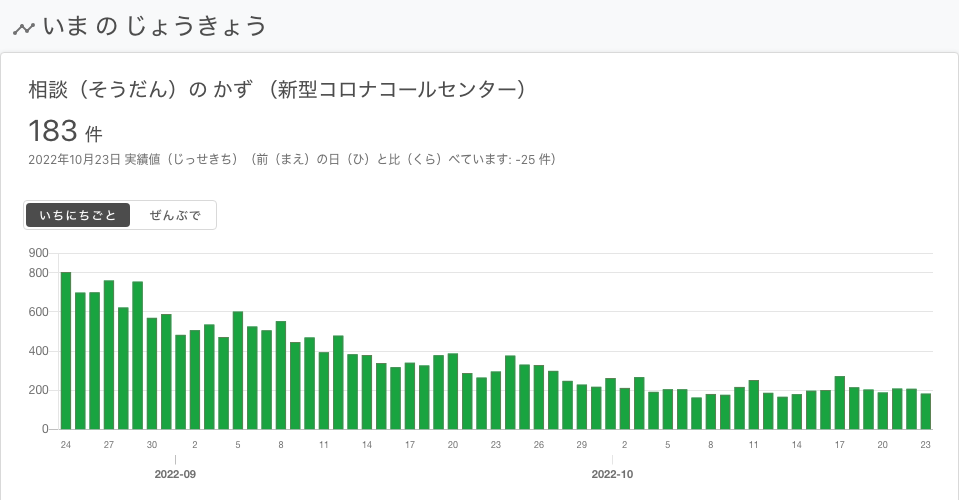 いま の じょうきょう
相談（そうだん）の かず （新型コロナコールセンター）
183 件
2022年10月23日 実績値（じっせきち）（前（まえ）の日（ひ）と比（くら）べています: -25 件）
いちにちごと ぜんぶで
900
800
600
400
200
0
24 27 30 2 5 8 11 14 17 20 23 26 29 2 5 8 11 14 17 20 23
2022-09 2022-10